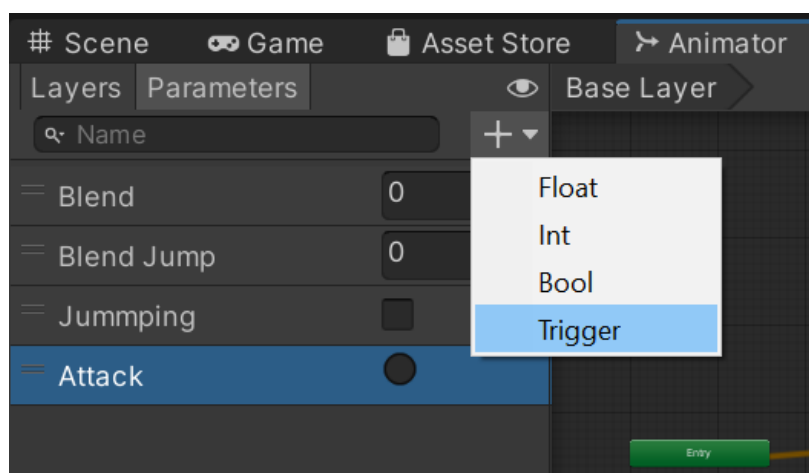 Scene Game Asset Store Animator
Layers Parameters Base Layer
Name
Blend 0
Blend Jump 0
Jummping
Attack
Float
Int
Bool
Trigger
Entry